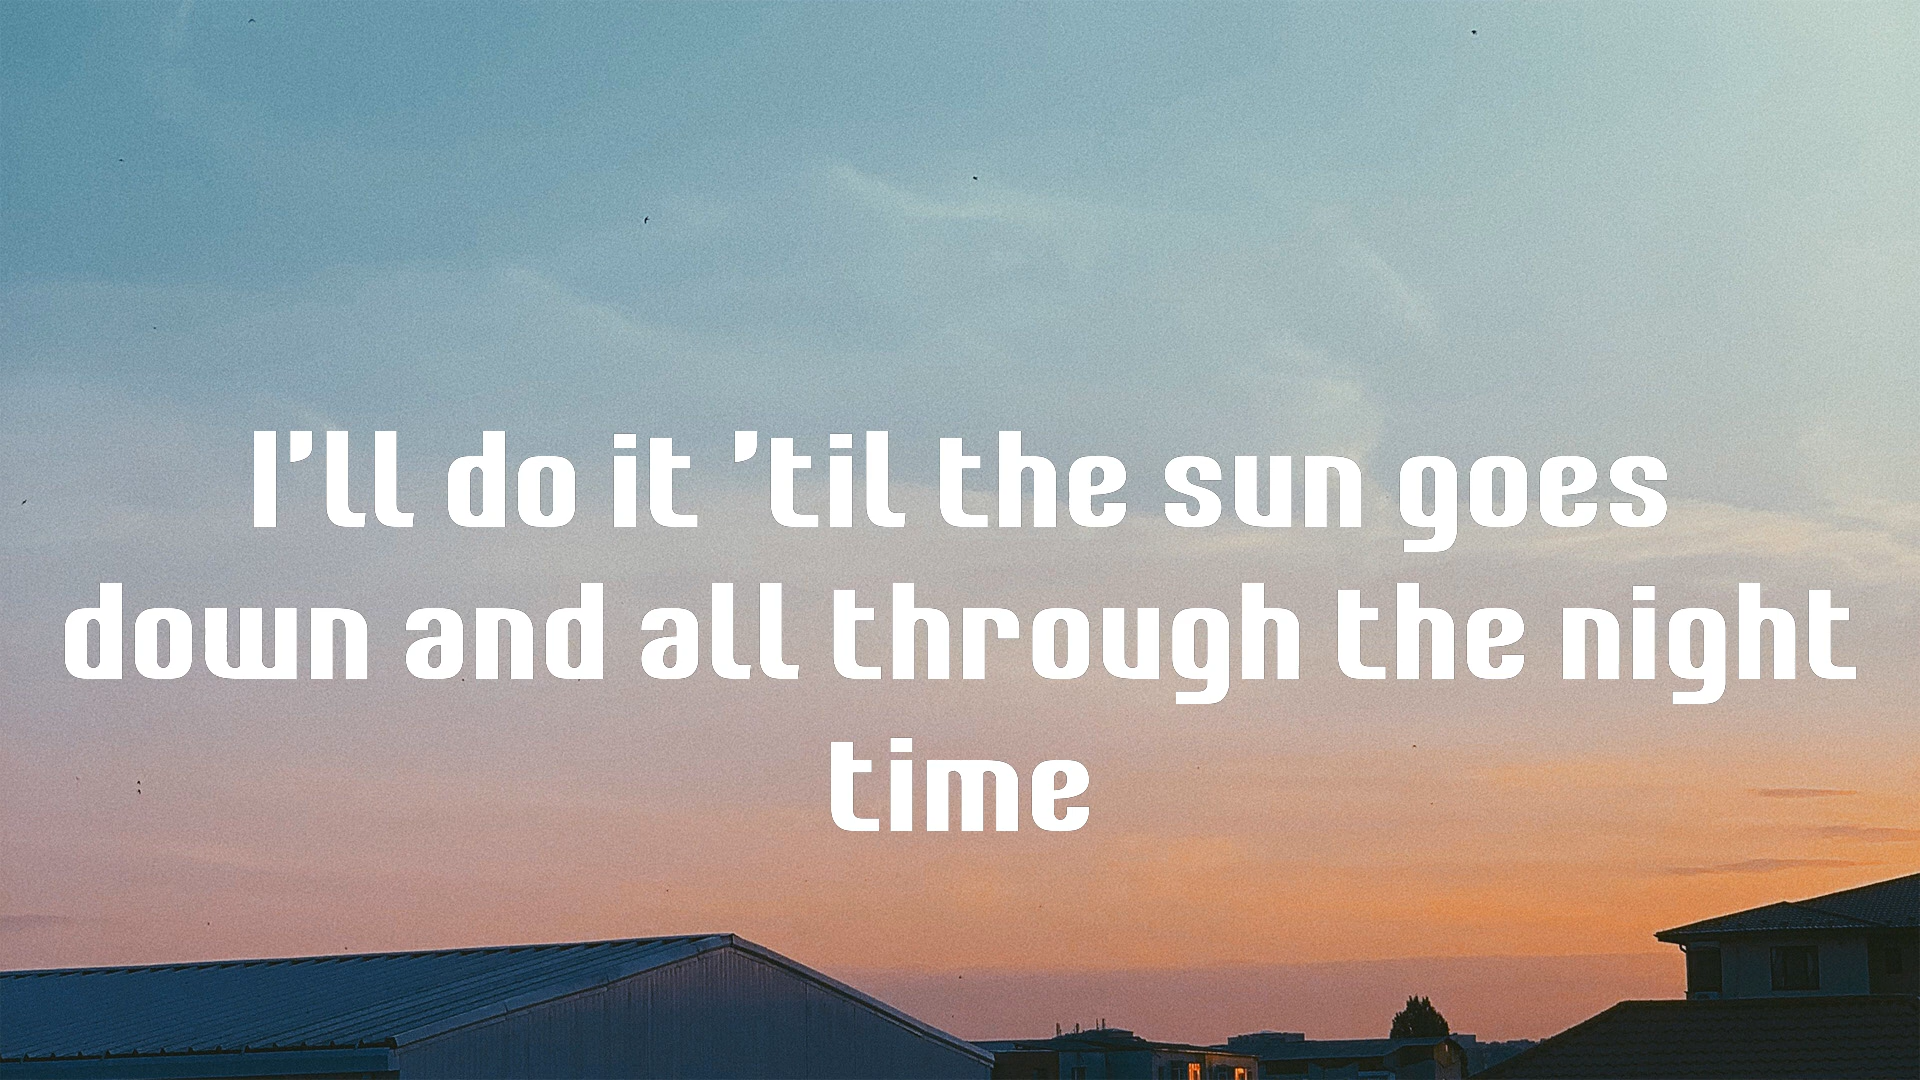 I’ll do it ’til the sun goes
down and all through the night
time